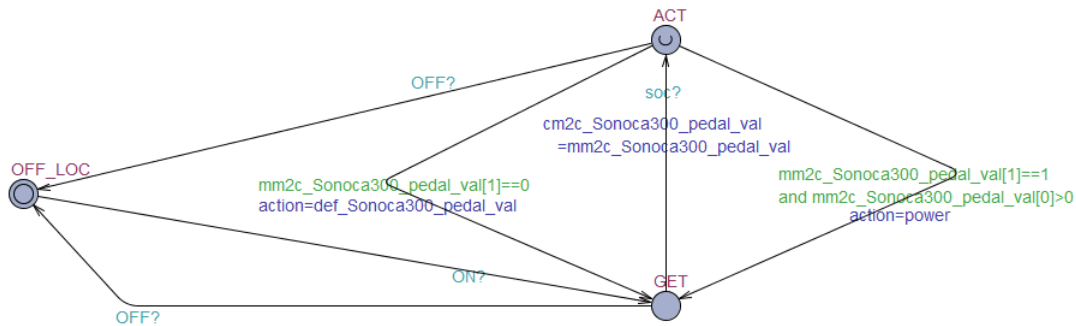 ACT
OFF?
soc?
cm2c_Sonoca300_pedal_val
=mm2c_Sonoca300_pedal_val
OFF_LOC
mm2c_Sonoca300_pedal_val[1]==0
action=def_Sonoca300_pedal_val
mm2c_Sonoca300_pedal_val[1]==1
and mm2c_Sonoca300_pedal_val[0]>0
action=power
ON?
GET
OFF?